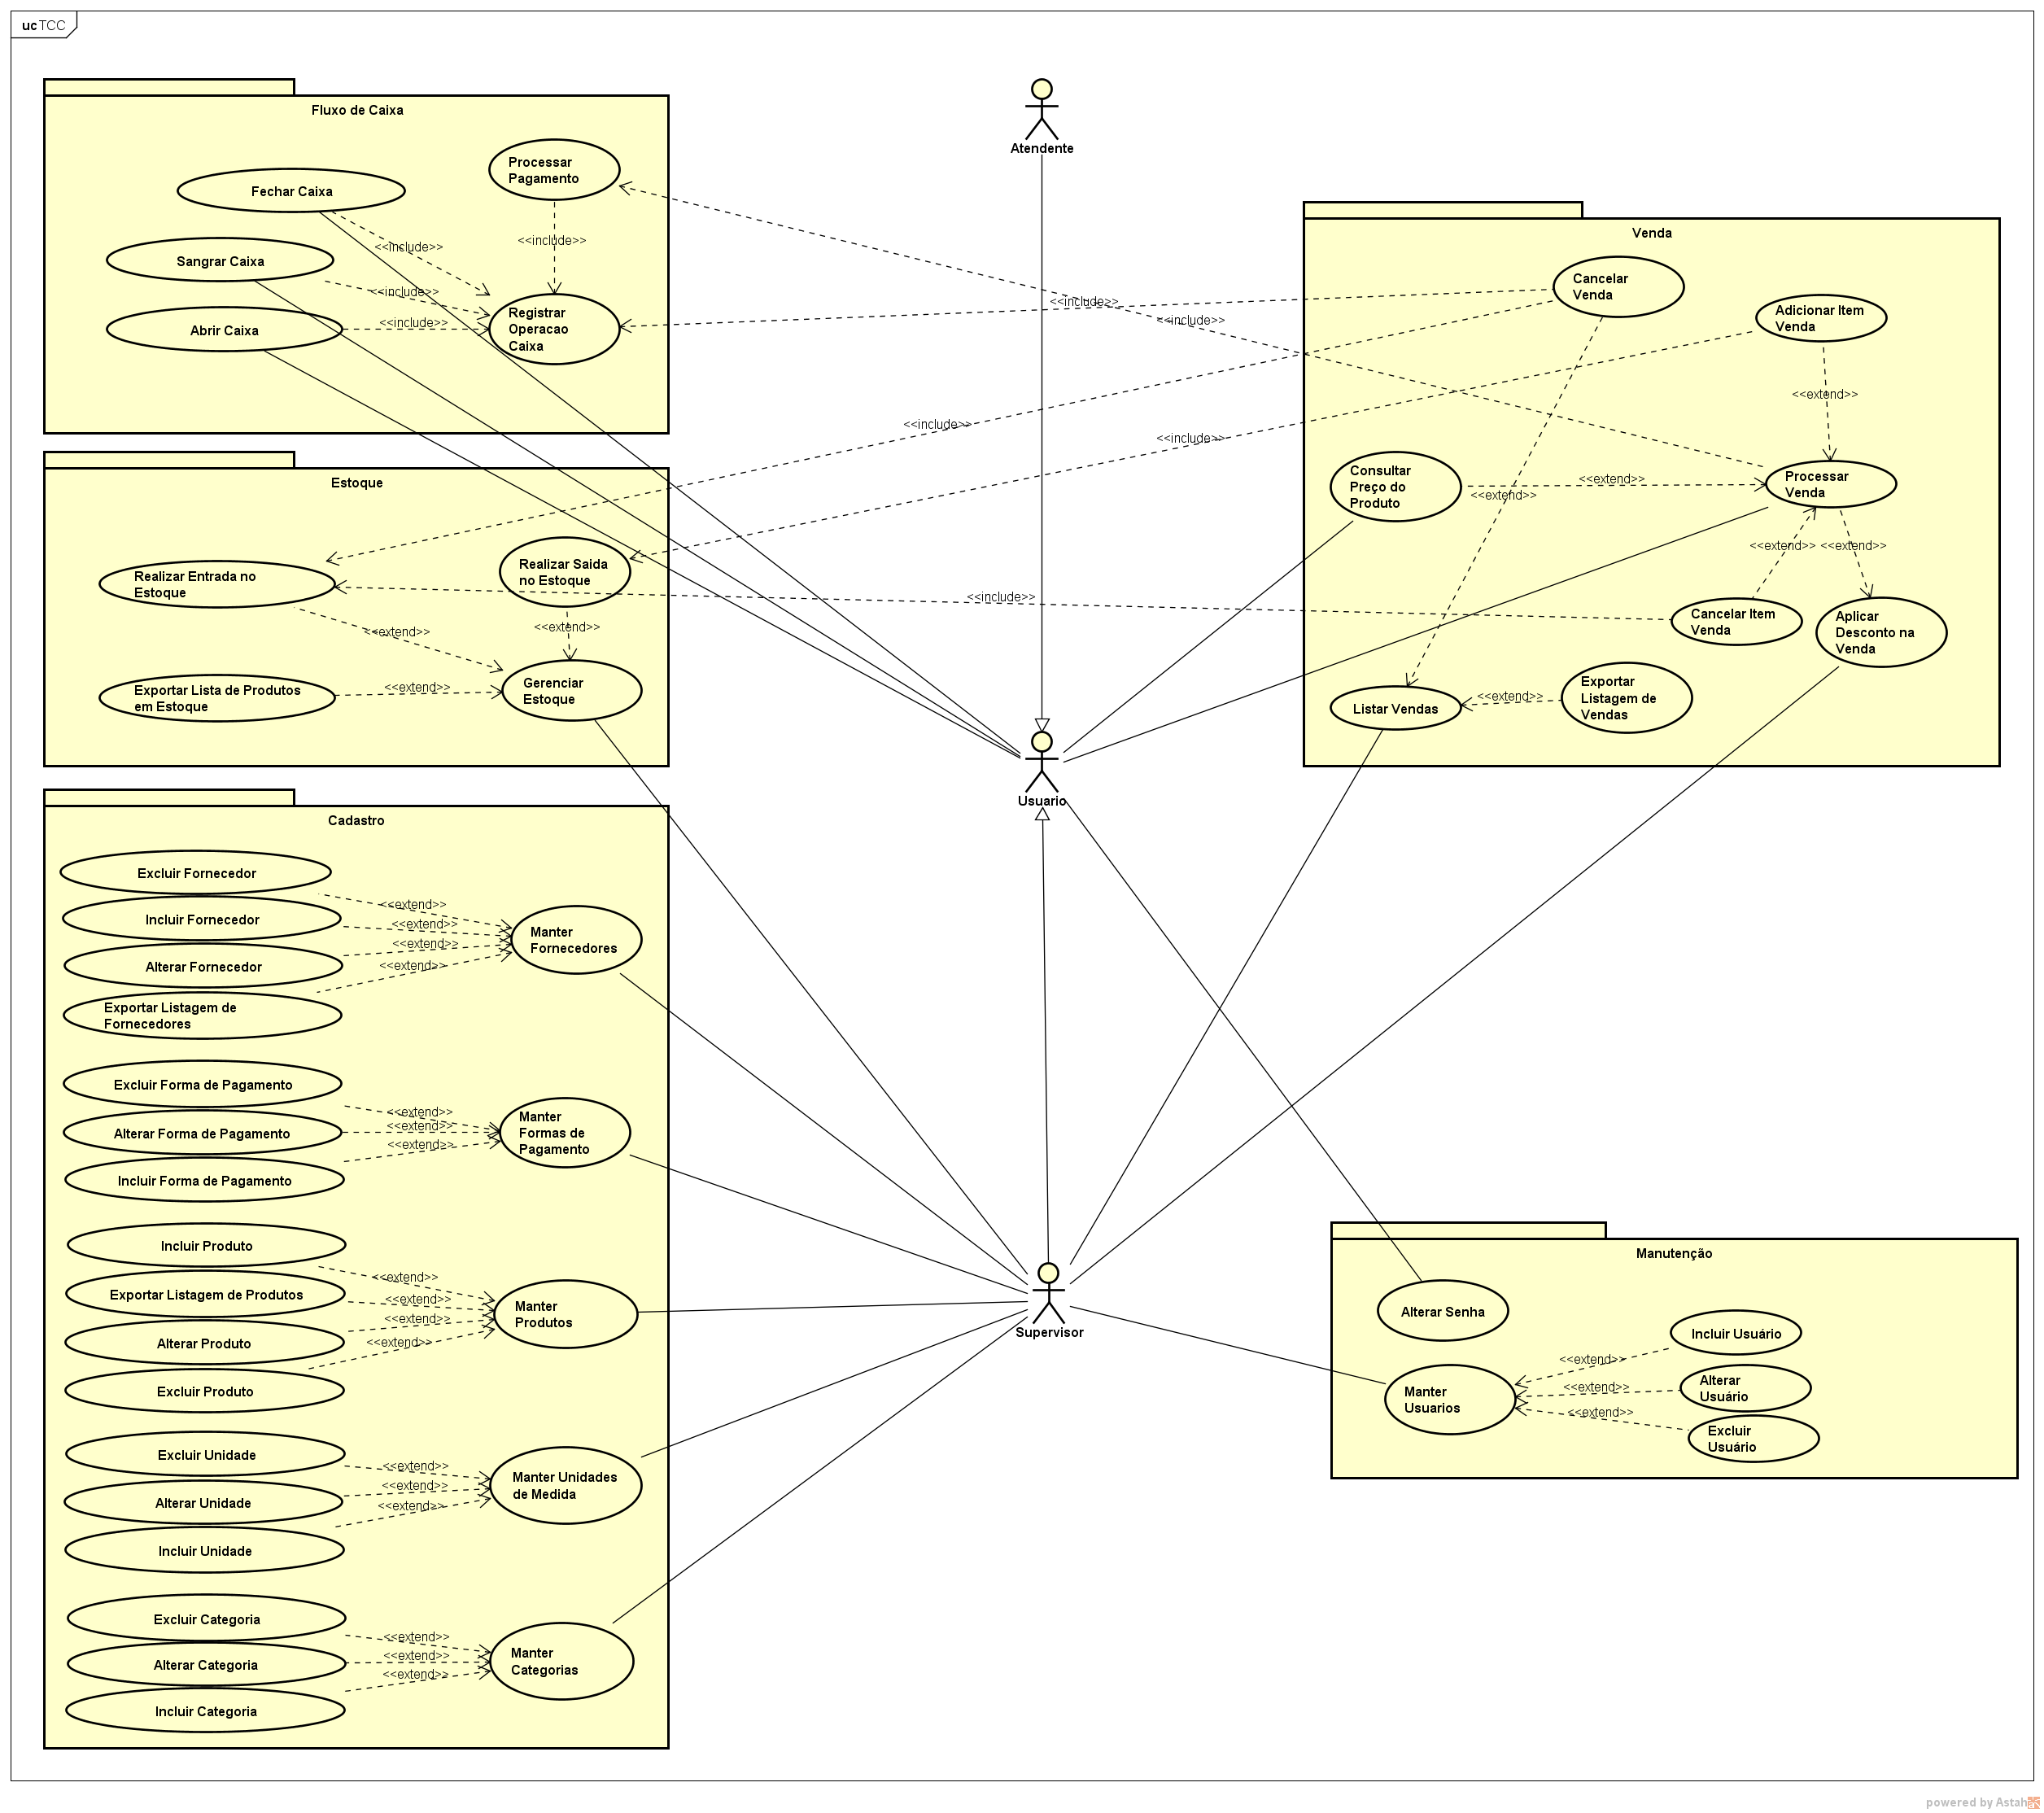 uc TCC
Fluxo de Caixa
Fechar Caixa
Sangrar Caixa
Abrir Caixa
Processar
Pagamento
Registrar
Operacao
Caixa
<<include>>
<<include>>
<<include>>
<<include>>
Atendente
Venda
Cancelar
Venda
Adicionar Item
Venda
Consultar
Preço do
Produto
Processar
Venda
Cancelar Item
Venda
Aplicar
Desconto na
Venda
Listar Vendas
Exportar
Listagem de
Vendas
<<include>>
<<include>>
<<include>>
<<include>>
<<include>>
<<extend>>
<<extend>>
<<extend>>
<<extend>>
<<extend>>
<<extend>>
Estoque
Realizar Entrada no
Estoque
Realizar Saida
no Estoque
Exportar Lista de Produtos
em Estoque
Gerenciar
Estoque
<<extend>>
<<extend>>
<<extend>>
Usuario
Cadastro
Excluir Fornecedor
Incluir Fornecedor
Alterar Fornecedor
Exportar Listagem de
Fornecedores
Manter
Fornecedores
<<extend>>
<<extend>>
<<extend>>
<<extend>>
Excluir Forma de Pagamento
Alterar Forma de Pagamento
Incluir Forma de Pagamento
Manter
Formas de
Pagamento
<<extend>>
<<extend>>
<<extend>>
Incluir Produto
Exportar Listagem de Produtos
Alterar Produto
Excluir Produto
Manter
Produtos
<<extend>>
<<extend>>
<<extend>>
<<extend>>
Excluir Unidade
Alterar Unidade
Incluir Unidade
Manter Unidades
de Medida
<<extend>>
<<extend>>
<<extend>>
Excluir Categoria
Alterar Categoria
Incluir Categoria
Manter
Categorias
<<extend>>
<<extend>>
<<extend>>
Supervisor
Manutenção
Alterar Senha
Manter
Usuarios
Incluir Usuário
Alterar
Usuário
Excluir
Usuário
<<extend>>
<<extend>>
<<extend>>
powered by Astah